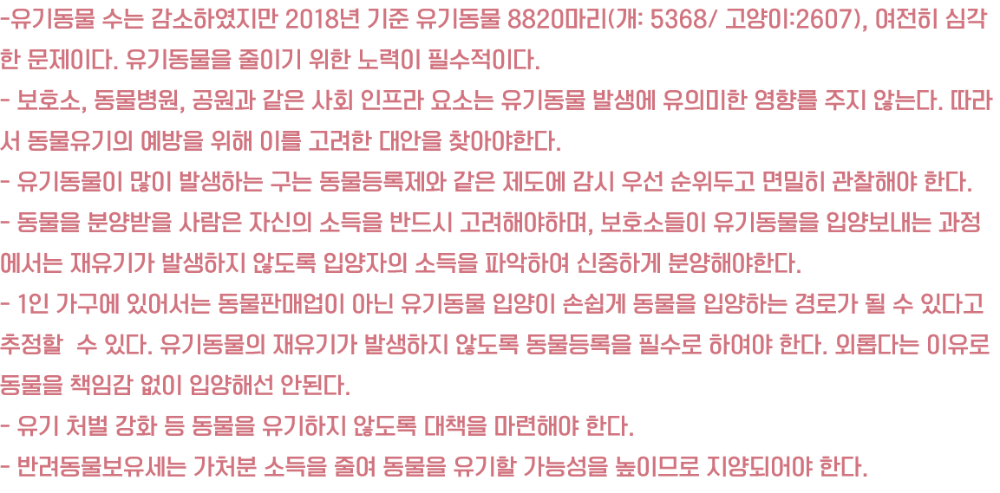 -유기동물 수는 감소하였지만 2018년 기준 유기동물 8820마리(개: 5368/ 고양이:2607), 여전히 심각
한 문제이다. 유기동물을 줄이기 위한 노력이 필수적이다.
- 보호소, 동물병원, 공원과 같은 사회 인프라 요소는 유기동물 발생에 유의미한 영향를 주지 않는다. 따라
서 동물유기의 예방을 위해 이를 고려한 대안을 찾아야한다.
- 유기동물이 많이 발생하는 구는 동물등록제와 같은 제도에 감시 우선 순위두고 면밀히 관찰해야 한다.
- 동물을 분양받을 사람은 자신의 소득을 반드시 고려해야하며, 보호소들이 유기동물을 입양보내는 과정
에서는 재유기가 발생하지 않도록 입양자의 소득을 파악하여 신중하게 분양해야한다.
- 1인 가구에 있어서는 동물판매업이 아닌 유기동물 입양이 손쉽게 동물을 입양하는 경로가 될 수 있다고
추정할  수 있다. 유기동물의 재유기가 발생하지 않도록 동물등록을 필수로 하여야 한다. 외롭다는 이유로
동물을 책임감 없이 입양해선 안된다.
- 유기 처벌 강화 등 동물을 유기하지 않도록 대책을 마련해야 한다.
- 반려동물보유세는 가처분 소득을 줄여 동물을 유기할 가능성을 높이므로 지양되어야 한다.